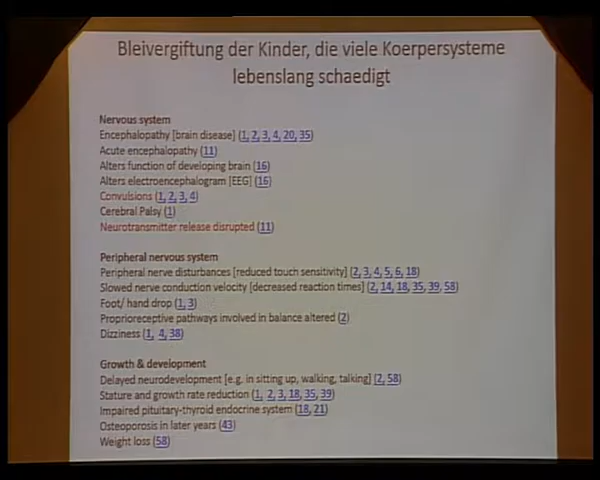 Bleivergiftung der Kinder, die viele Koerpersysteme
lebenslang schaedigt
Nervous system
Encephalopathy [brain disease] (1, 2, 3, 4, 20, 35)
Acute encephalopathy (11)
Alters function of developing brain (16)
Alters electroencephalogram [EEG] (16)
Convulsions (1, 2, 3, 4)
Cerebral Palsy (1)
Neurotransmitter release disrupted (11)
Peripheral nervous system
Peripheral nerve disturbances [reduced touch sensitivity] (2, 3, 4, 5, 6, 18)
Slowed nerve conduction velocity [decreased reaction times] (2, 14, 18, 35, 39, 58)
Foot/ hand drop (1, 3)
Proprioreceptive pathways involved in balance altered (2)
Dizziness (1, 4, 38)
Growth & development
Delayed neurodevelopment [e.g. in sitting up, walking, talking] (2, 58)
Stature and growth rate reduction (1, 2, 3, 18, 35, 39)
Impaired pituitary-thyroid endocrine system (18, 21)
Osteoporosis in later years (43)
Weight loss (58)